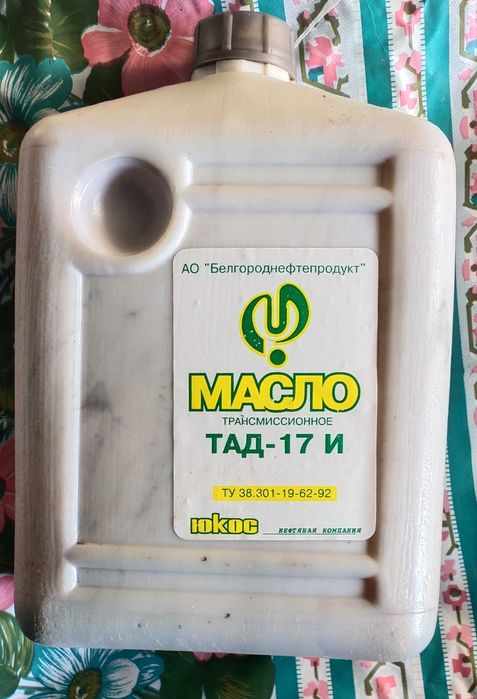 АО "Белгороднефтепродукт"
МАСЛО
ТРАНСМИССИОННОЕ
ТАД-17 И
ТУ 38.301-19-62-92
ЮКОС НЕФТЯНАЯ КОМПАНИЯ